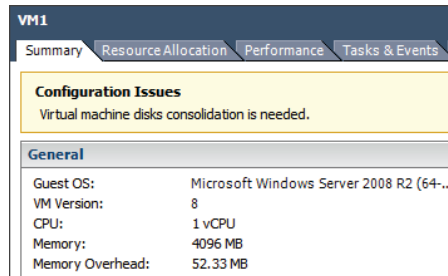 VM1
Summary Resource Allocation Performance Tasks & Events
Configuration Issues
Virtual machine disks consolidation is needed.
General
Guest OS: Microsoft Windows Server 2008 R2 (64-...
VM Version: 8
CPU: 1 vCPU
Memory: 4096 MB
Memory Overhead: 52.33 MB